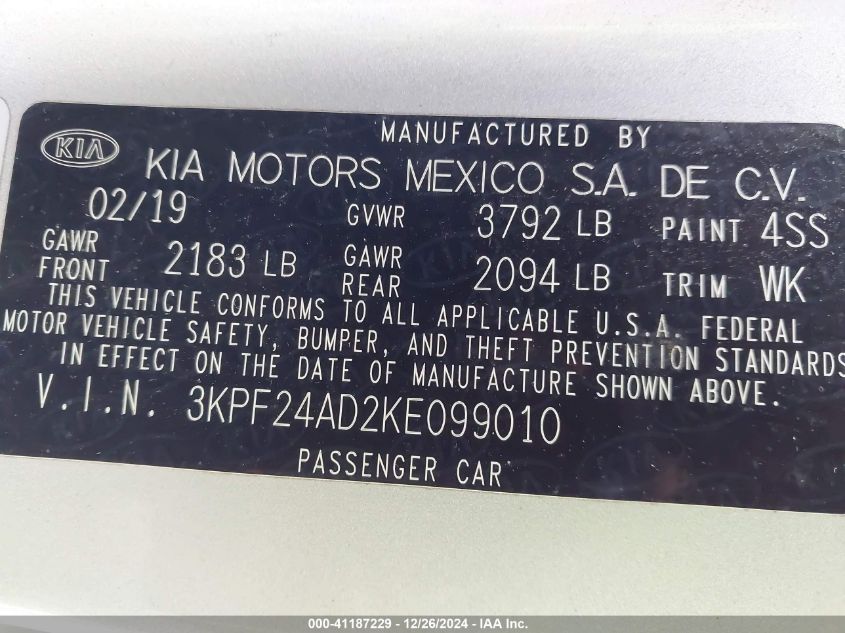 MANUFACTURED BY
KIA KIA MOTORS MEXICO S.A. DE C.V.
02/19 GVWR 3792 LB PAINT 4SS
GAWR FRONT 2183 LB GAWR REAR 2094 LB TRIM WK
THIS VEHICLE CONFORMS TO ALL APPLICABLE U.S.A. FEDERAL
MOTOR VEHICLE SAFETY, BUMPER, AND THEFT PREVENTION STANDARDS
IN EFFECT ON THE DATE OF MANUFACTURE SHOWN ABOVE.
V.I.N. 3KPF24AD2KE099010
PASSENGER CAR
000-41187229 - 12/26/2024 - IAA Inc.